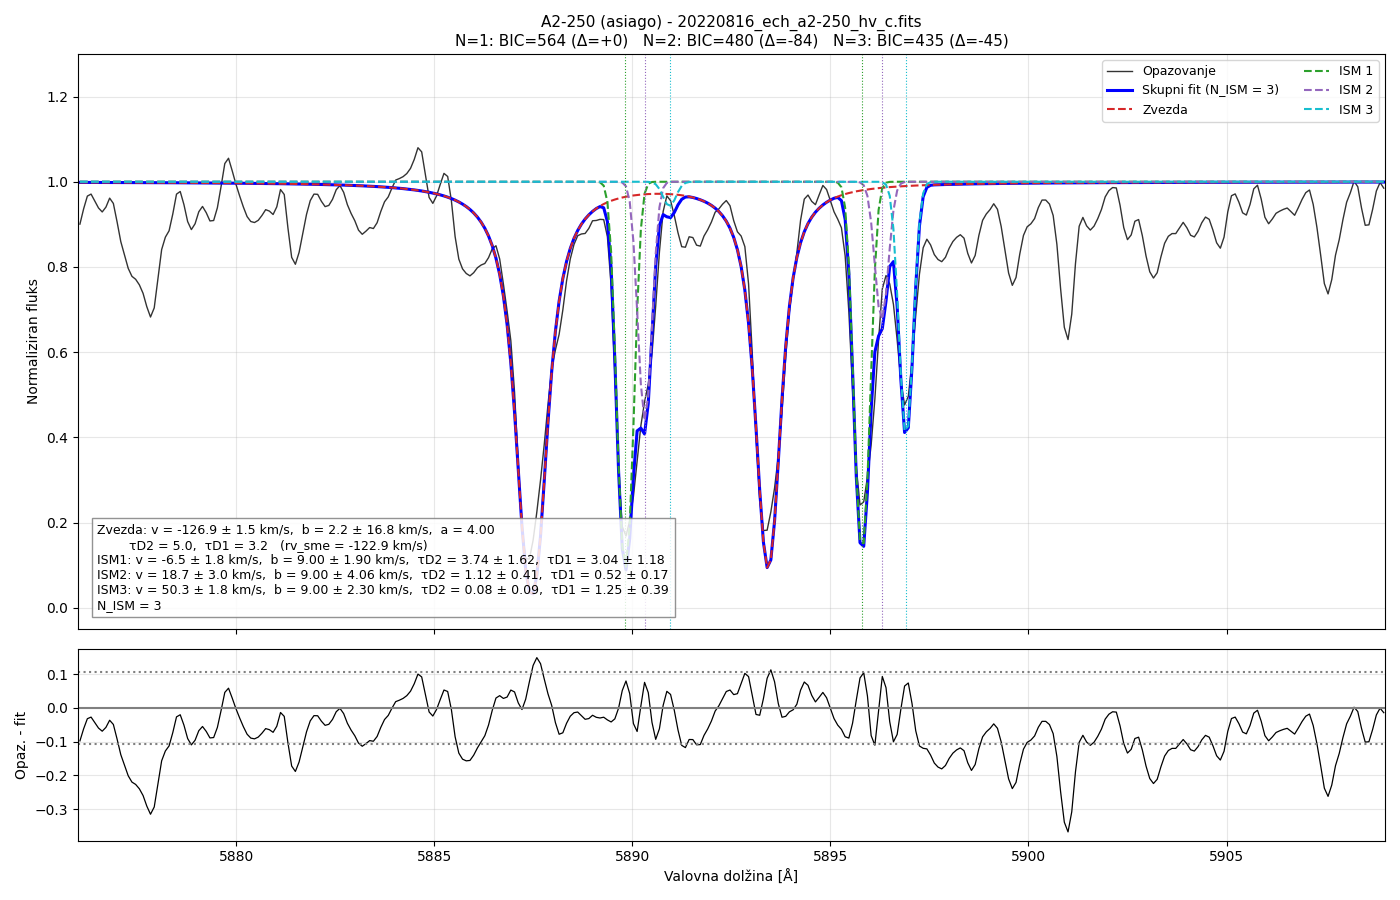 A2-250 (asiago) - 20220816_ech_a2-250_hv_c.fits
N=1: BIC=564 (Δ=+0)   N=2: BIC=480 (Δ=-84)   N=3: BIC=435 (Δ=-45)
Opazovanje
Skupni fit (N_ISM = 3)
Zvezda
ISM 1
ISM 2
ISM 3
Normaliziran fluks
1.2
1.0
0.8
0.6
0.4
0.2
0.0
Zvezda: v = -126.9 ± 1.5 km/s,  b = 2.2 ± 16.8 km/s,  a = 4.00
τD2 = 5.0,  τD1 = 3.2   (rv_sme = -122.9 km/s)
ISM1: v = -6.5 ± 1.8 km/s,  b = 9.00 ± 1.90 km/s,  τD2 = 3.74 ± 1.62,  τD1 = 3.04 ± 1.18
ISM2: v = 18.7 ± 3.0 km/s,  b = 9.00 ± 4.06 km/s,  τD2 = 1.12 ± 0.41,  τD1 = 0.52 ± 0.17
ISM3: v = 50.3 ± 1.8 km/s,  b = 9.00 ± 2.30 km/s,  τD2 = 0.08 ± 0.09,  τD1 = 1.25 ± 0.39
N_ISM = 3
Opaz. - fit
0.1
0.0
−0.1
−0.2
−0.3
5880 5885 5890 5895 5900 5905
Valovna dolžina [Å]